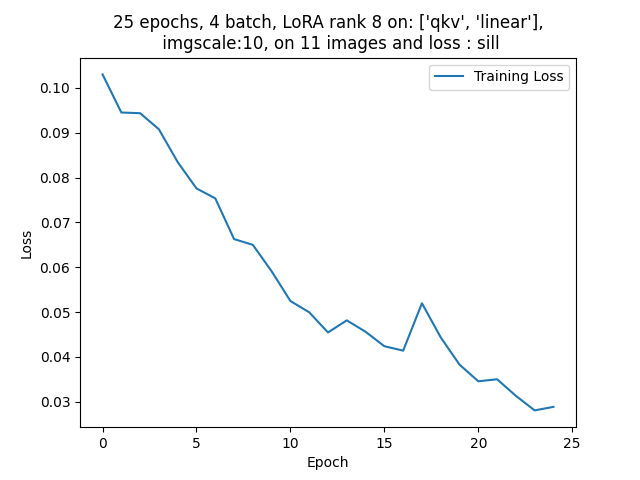 25 epochs, 4 batch, LoRA rank 8 on: ['qkv', 'linear'],
imgscale:10, on 11 images and loss : sill
Training Loss
0.10
0.09
0.08
0.07
0.06
0.05
0.04
0.03
Loss
0 5 10 15 20 25
Epoch